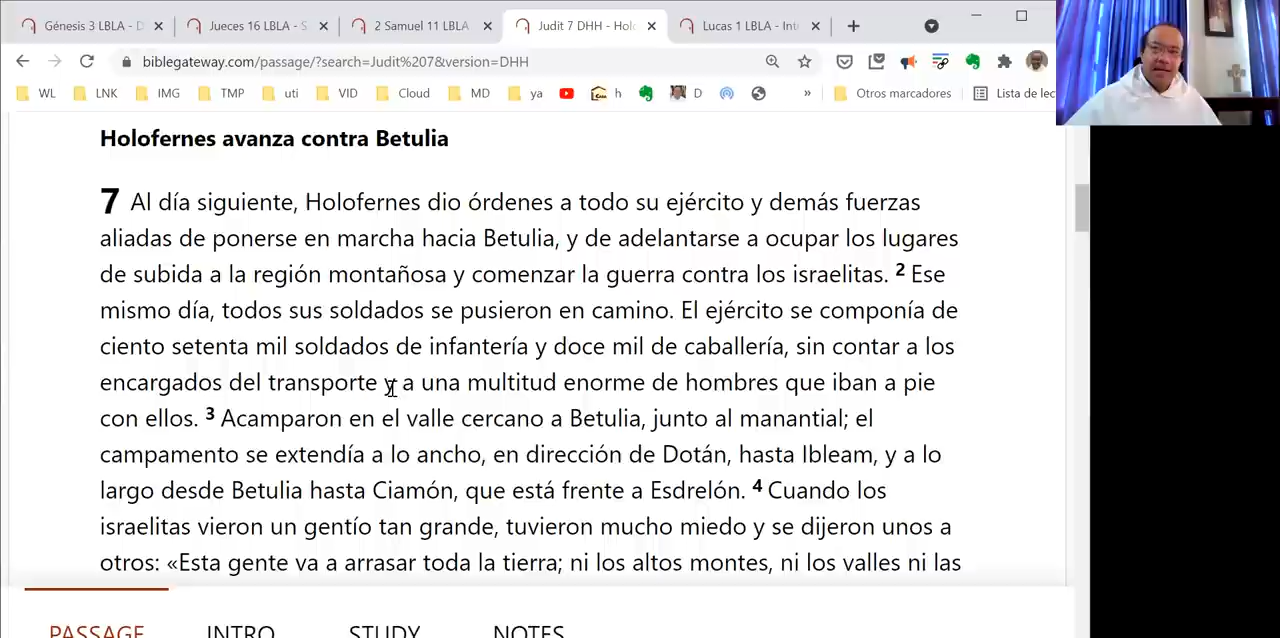 Génesis 3 LBLA - D
Jueces 16 LBLA - S
2 Samuel 11 LBLA
Judit 7 DHH - Holo
Lucas 1 LBLA - Int
biblegateway.com/passage/?search=Judit%207&version=DHH
WL LNK IMG TMP uti VID Cloud MD ya h D » Otros marcadores Lista de lec
Holofernes avanza contra Betulia
7 Al día siguiente, Holofernes dio órdenes a todo su ejército y demás fuerzas
aliadas de ponerse en marcha hacia Betulia, y de adelantarse a ocupar los lugares
de subida a la región montañosa y comenzar la guerra contra los israelitas. 2 Ese
mismo día, todos sus soldados se pusieron en camino. El ejército se componía de
ciento setenta mil soldados de infantería y doce mil de caballería, sin contar a los
encargados del transporte y a una multitud enorme de hombres que iban a pie
con ellos. 3 Acamparon en el valle cercano a Betulia, junto al manantial; el
campamento se extendía a lo ancho, en dirección de Dotán, hasta Ibleam, y a lo
largo desde Betulia hasta Ciamón, que está frente a Esdrelón. 4 Cuando los
israelitas vieron un gentío tan grande, tuvieron mucho miedo y se dijeron unos a
otros: «Esta gente va a arrasar toda la tierra; ni los altos montes, ni los valles ni las
PASSAGE INTRO STUDY NOTES